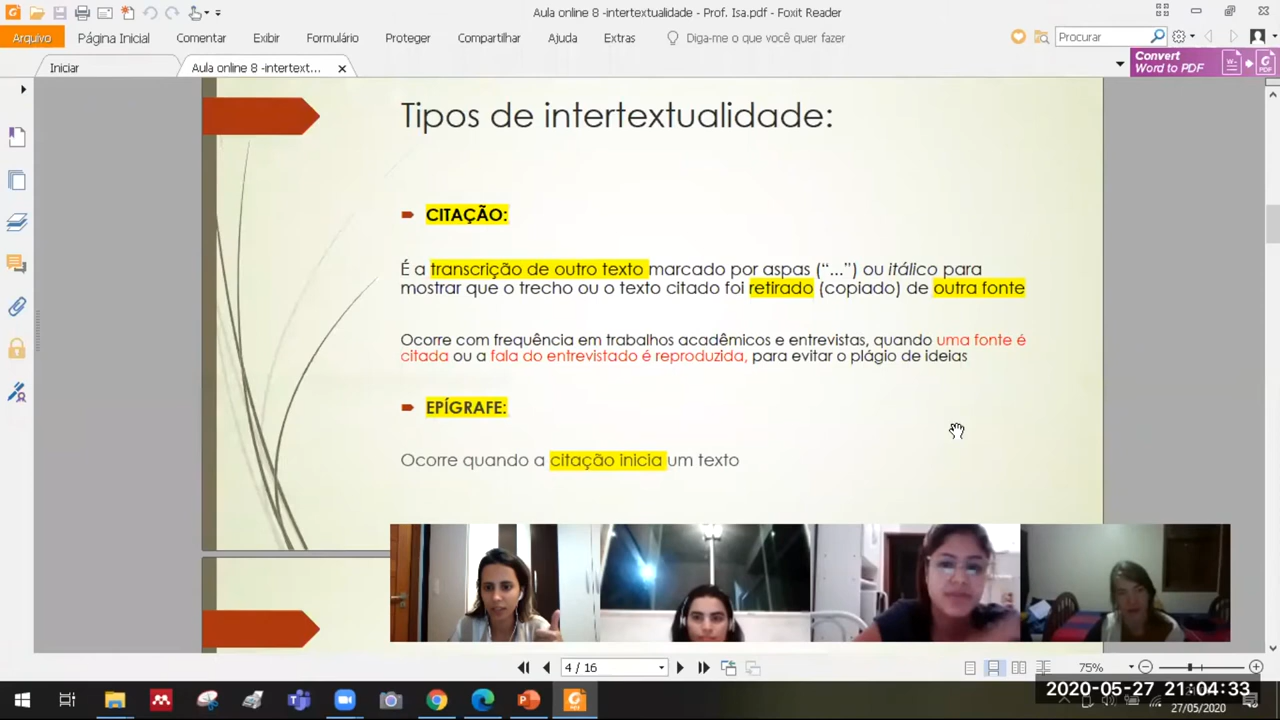 Aula online 8 -intertextualidade - Prof. Isa.pdf - Foxit Reader
Arquivo Página Inicial Comentar Exibir Formulário Proteger Compartilhar Ajuda Extras Diga-me o que você quer fazer Procurar
Iniciar Aula online 8 -intertext...
Convert
Word to PDF
Tipos de intertextualidade:
CITAÇÃO:
É a transcrição de outro texto marcado por aspas (“...”) ou itálico para
mostrar que o trecho ou o texto citado foi retirado (copiado) de outra fonte
Ocorre com frequência em trabalhos acadêmicos e entrevistas, quando uma fonte é
citada ou a fala do entrevistado é reproduzida, para evitar o plágio de ideias
EPÍGRAFE:
Ocorre quando a citação inicia um texto
4 / 16
75%
2020-05-27 21:04:33
27/05/2020